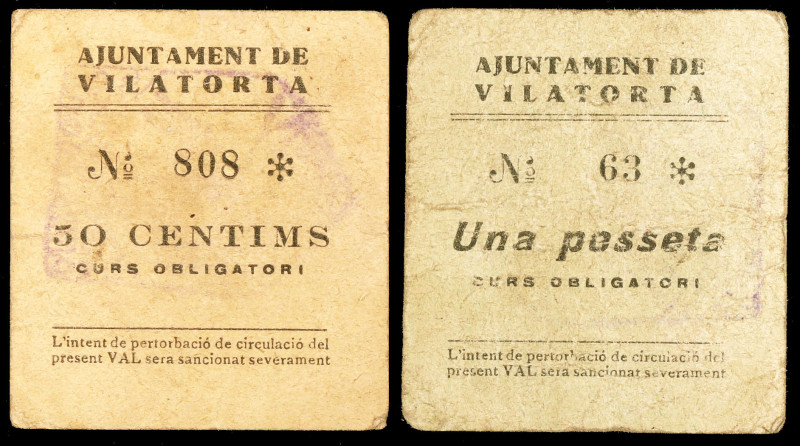 AJUNTAMENT DE
VILATORTA
Nº 808 *
50 CENTIMS
CURS OBLIGATORI
L'intent de pertorbació de circulació del
present VAL sera sancionat severament
AJUNTAMENT DE
VILATORTA
Nº 63 *
Una pesseta
CURS OBLIGATORI
L'intent de pertorbació de circulació del
present VAL sera sancionat severament